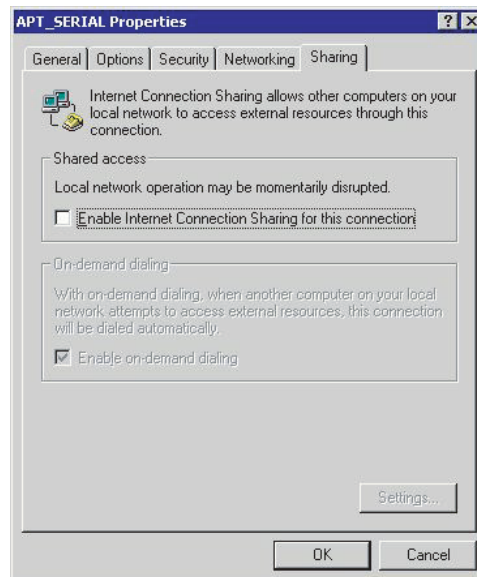 APT_SERIAL Properties
General Options Security Networking Sharing
Internet Connection Sharing allows other computers on your
local network to access external resources through this
connection.
Shared access
Local network operation may be momentarily disrupted.
Enable Internet Connection Sharing for this connection
On-demand dialing
With on-demand dialing, when another computer on your local
network attempts to access external resources, this connection
will be dialed automatically.
Enable on-demand dialing
Settings...
OK Cancel